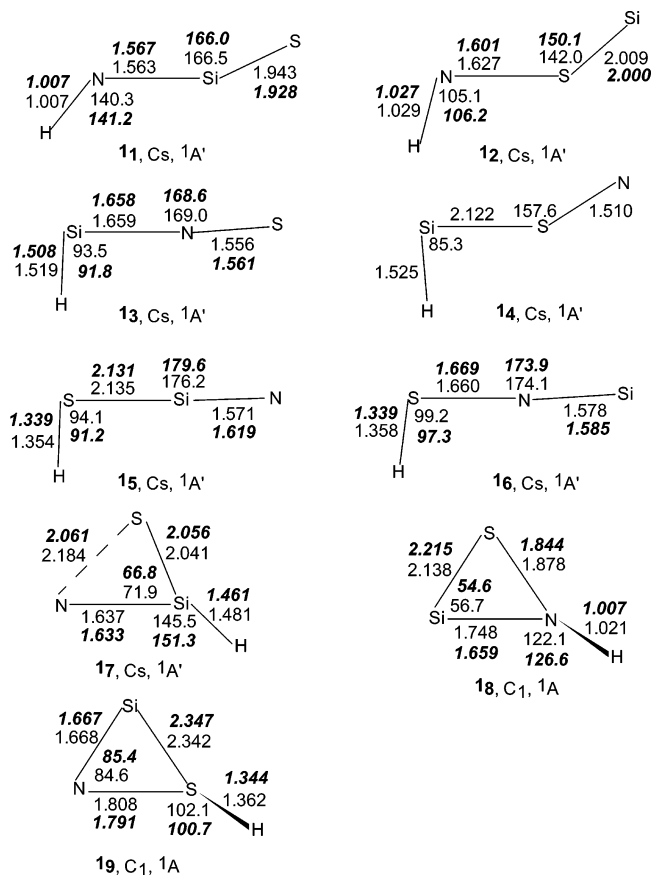 1.567 166.0 S
1.563 166.5
1.007 N Si 1.943
1.007 140.3 1.928
141.2
H
¹1, Cs, ¹A'
Si
1.601 150.1
1.627 142.0 2.009
1.027 N S 2.000
1.029 105.1
106.2
H
¹2, Cs, ¹A'
1.658 168.6
1.659 169.0 S
Si N
1.508 93.5 1.556
1.519 91.8 1.561
H
¹3, Cs, ¹A'
N
2.122 157.6 1.510
Si S
85.3
1.525
H
¹4, Cs, ¹A'
2.131 179.6
2.135 176.2
S Si N
1.339 94.1 1.571
1.354 91.2 1.619
H
¹5, Cs, ¹A'
1.669 173.9
1.660 174.1 Si
S N
1.339 99.2 1.578
1.358 97.3 1.585
H
¹6, Cs, ¹A'
S
2.061 2.056
2.184 2.041
66.8
71.9 1.461
N Si 1.481
1.637 145.5
1.633 151.3 H
¹7, Cs, ¹A'
S
2.215 1.844
2.138 1.878
54.6
56.7 1.007
Si N 1.021
1.748 122.1
1.659 126.6 H
¹8, C1, ¹A
Si
1.667 2.347
1.668 2.342
85.4
84.6 1.344
N S 1.362
1.808 102.1
1.791 100.7 H
¹9, C1, ¹A